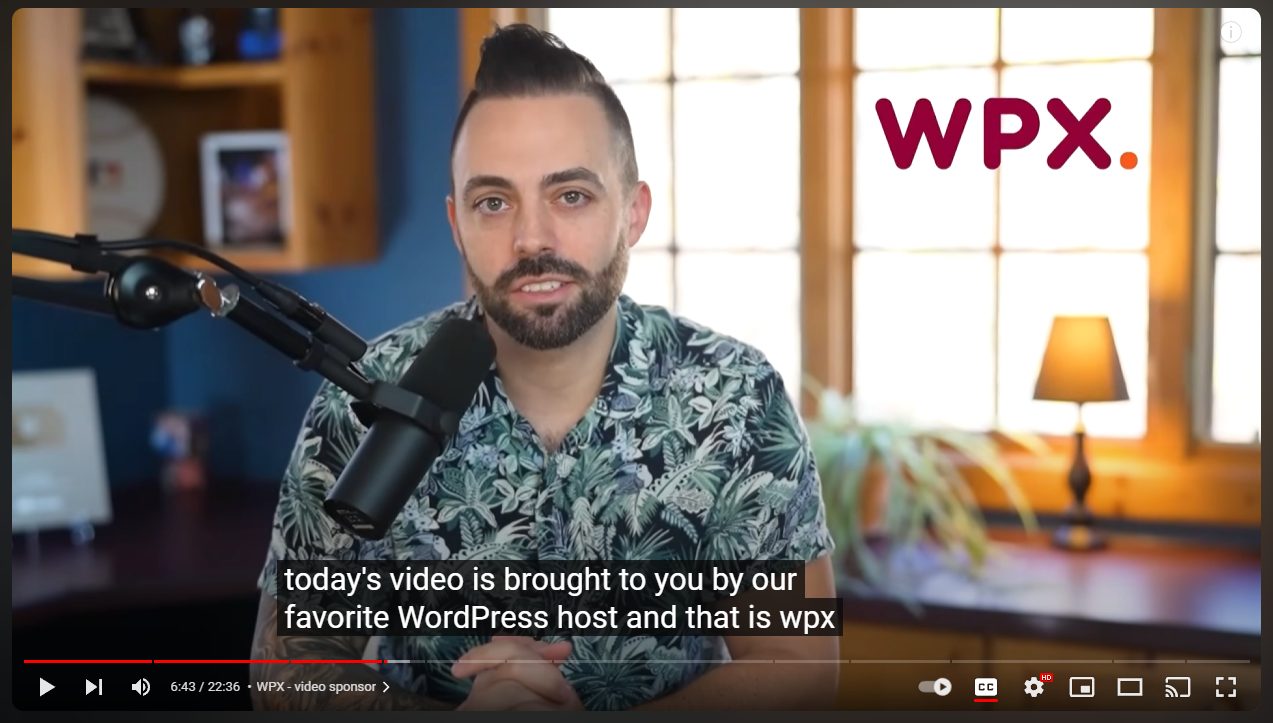 WPX.
today's video is brought to you by our
favorite WordPress host and that is wpx
6:43 / 22:36 • WPX - video sponsor
CC
HD